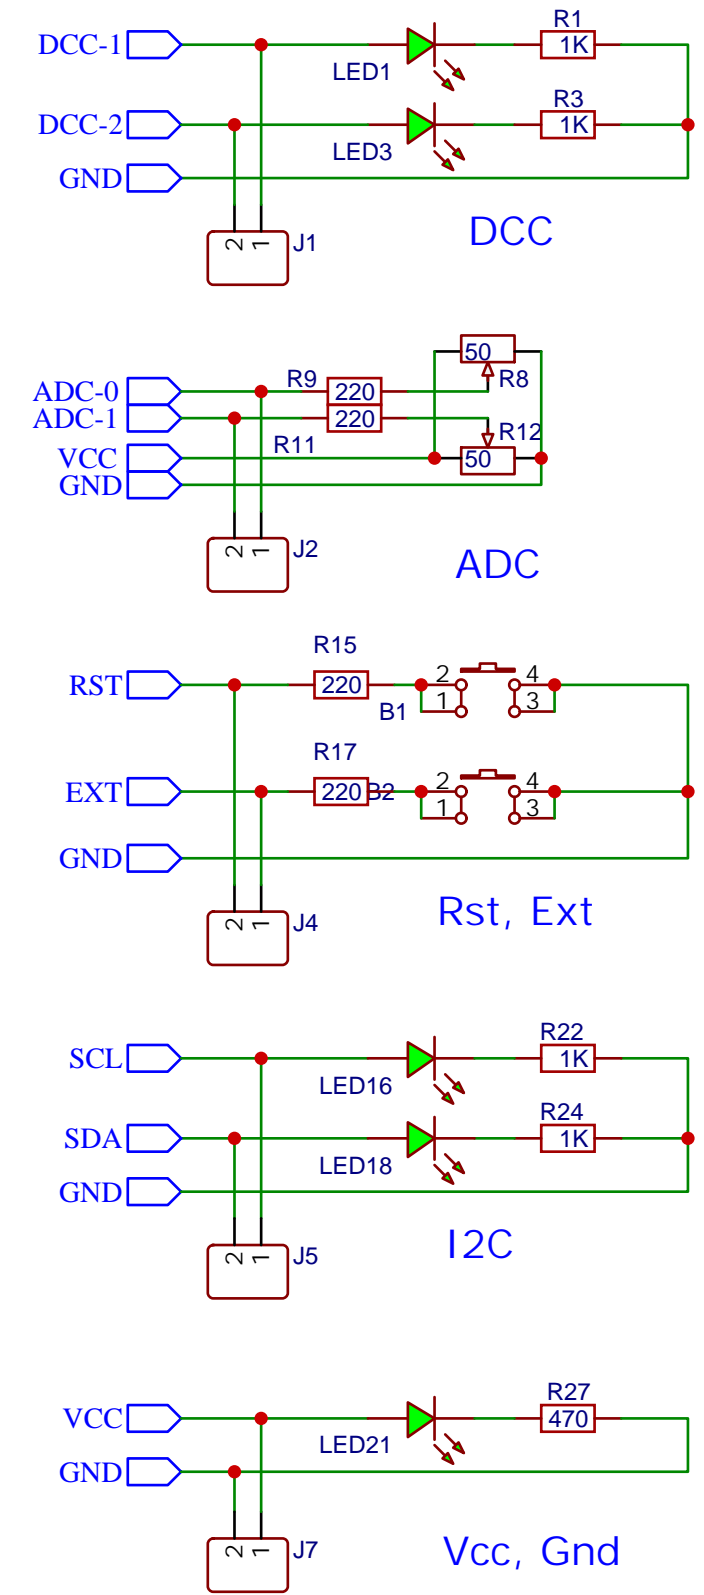 R1
DCC-1 1K
LED1
R3
DCC-2 1K
LED3
GND
DCC
2 1 J1
50
R9 R8
ADC-0 220
ADC-1 220
R12
R11
VCC 50
GND
2 1 J2
ADC
R15
RST 220 2 4
B1 1 3
R17
EXT 220 B2 2 4
1 3
GND
Rst, Ext
2 1 J4
R22
SCL 1K
LED16
R24
SDA 1K
LED18
GND
I2C
2 1 J5
R27
VCC 470
LED21
GND
2 1 J7
Vcc, Gnd